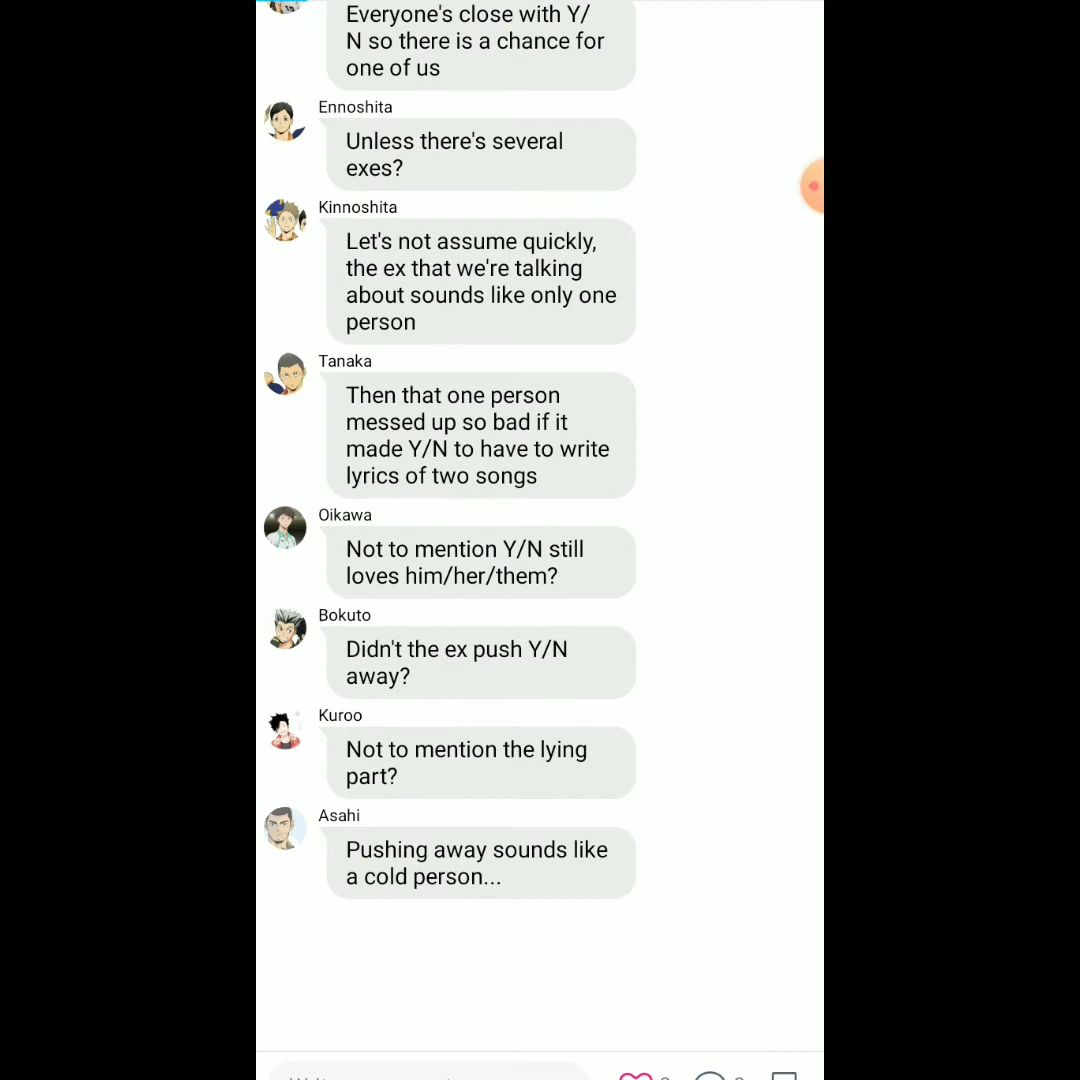 Everyone's close with Y/
N so there is a chance for
one of us
Ennoshita
Unless there's several
exes?
Kinnoshita
Let's not assume quickly,
the ex that we're talking
about sounds like only one
person
Tanaka
Then that one person
messed up so bad if it
made Y/N to have to write
lyrics of two songs
Oikawa
Not to mention Y/N still
loves him/her/them?
Bokuto
Didn't the ex push Y/N
away?
Kuroo
Not to mention the lying
part?
Asahi
Pushing away sounds like
a cold person...